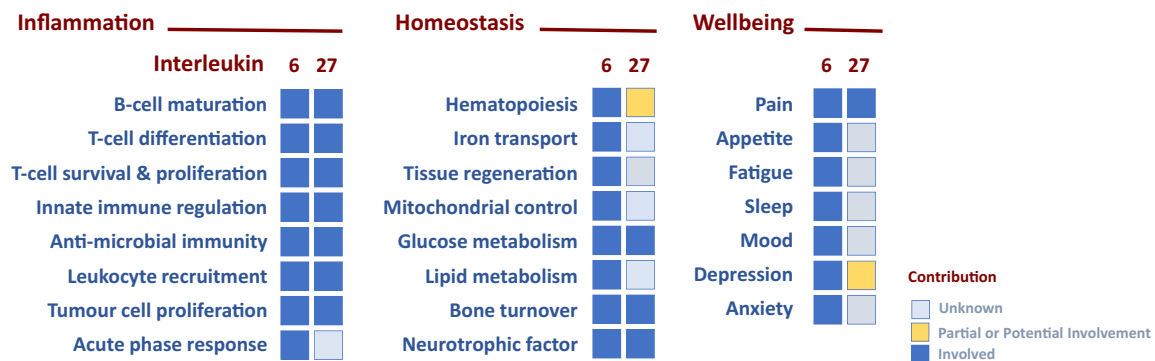 Inflammation
Interleukin 6 27
B-cell maturation
T-cell differentiation
T-cell survival & proliferation
Innate immune regulation
Anti-microbial immunity
Leukocyte recruitment
Tumour cell proliferation
Acute phase response
Homeostasis
6 27
Hematopoiesis
Iron transport
Tissue regeneration
Mitochondrial control
Glucose metabolism
Lipid metabolism
Bone turnover
Neurotrophic factor
Wellbeing
6 27
Pain
Appetite
Fatigue
Sleep
Mood
Depression
Anxiety
Contribution
Unknown
Partial or Potential Involvement
Involved